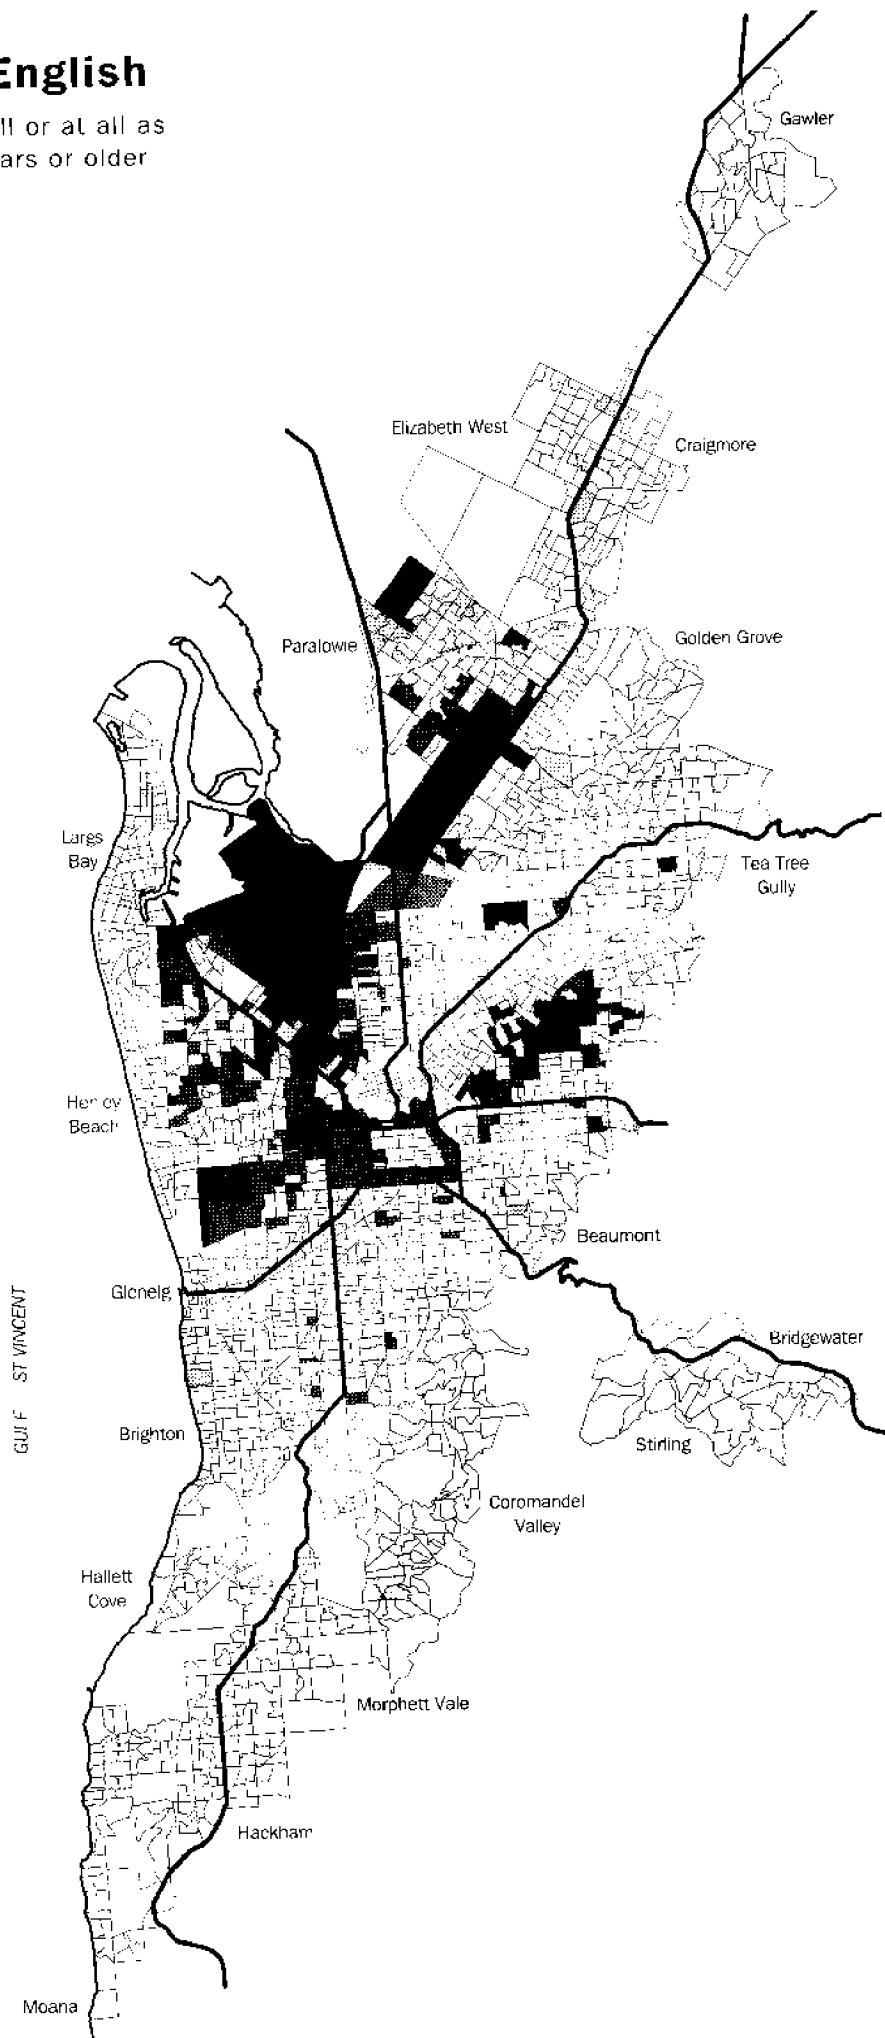 English
ll or at all as
ars or older
Gawler
Elizabeth West
Craigmore
Paralowie
Golden Grove
Largs
Bay
Tea Tree
Gully
Henley
Beach
Beaumont
Glenelg
GULF ST VINCENT
Bridgewater
Brighton
Stirling
Coromandel
Valley
Hallett
Cove
Morphett Vale
Hackham
Moana